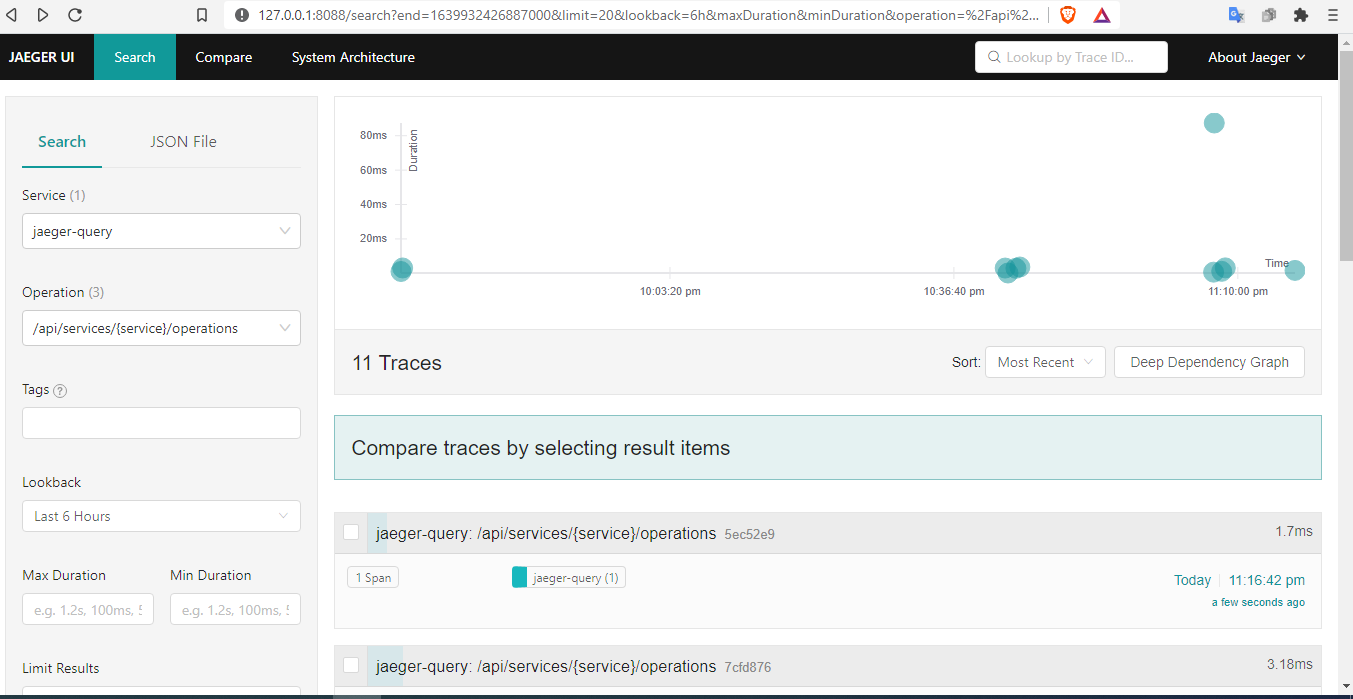 127.0.0.1:8088/search?end=1639932426887000&limit=20&lookback=6h&maxDuration&minDuration&operation=%2Fapi%2...
JAEGER UI Search Compare System Architecture Lookup by Trace ID... About Jaeger
Search JSON File
Service (1)
jaeger-query
Operation (3)
/api/services/{service}/operations
Tags ?
Lookback
Last 6 Hours
Max Duration Min Duration
e.g. 1.2s, 100ms, e.g. 1.2s, 100ms,
Limit Results
80ms
60ms
40ms
20ms
Duration
Time
10:03:20 pm 10:36:40 pm 11:10:00 pm
11 Traces Sort: Most Recent Deep Dependency Graph
Compare traces by selecting result items
jaeger-query: /api/services/{service}/operations 5ec52e9 1.7ms
1 Span jaeger-query (1) Today 11:16:42 pm
a few seconds ago
jaeger-query: /api/services/{service}/operations 7cfd876 3.18ms